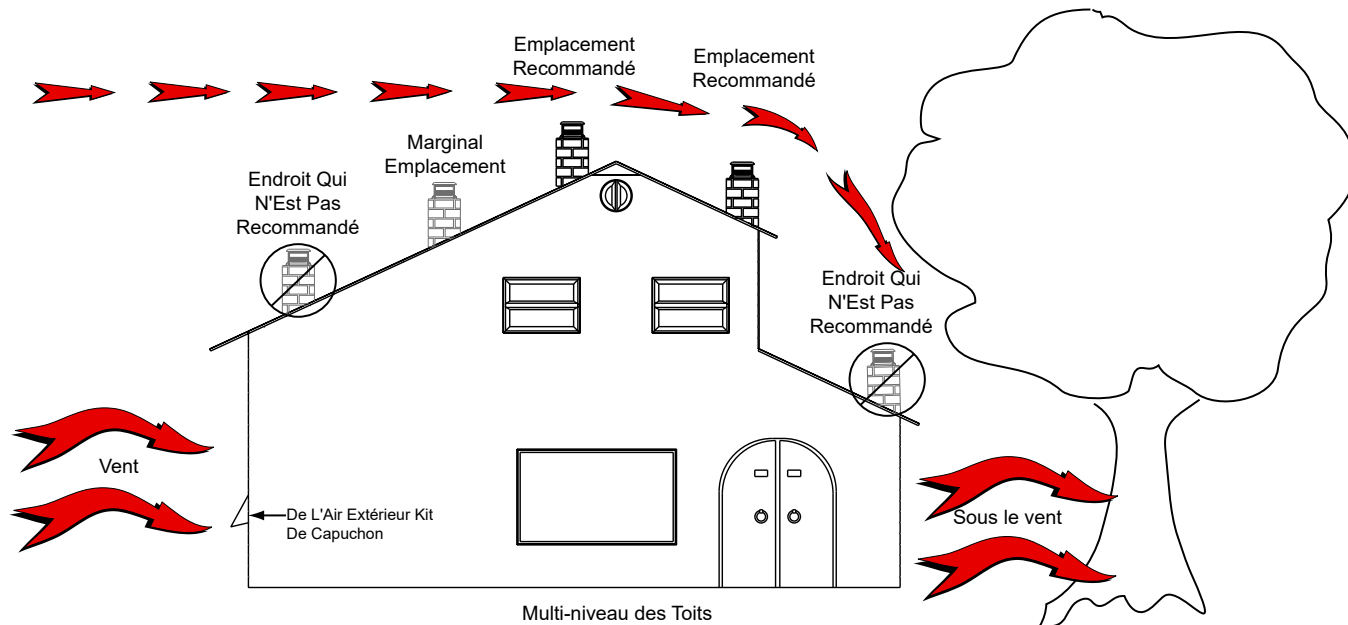 Emplacement
Recommandé
Emplacement
Recommandé
Marginal
Emplacement
Endroit Qui
N'Est Pas
Recommandé
Endroit Qui
N'Est Pas
Recommandé
Vent
De L'Air Extérieur Kit
De Capuchon
Sous le vent
Multi-niveau des Toits